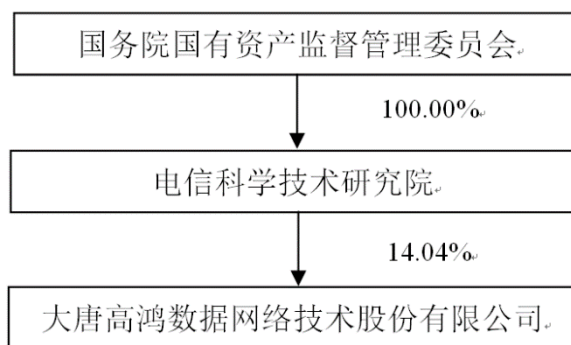 国务院国有资产监督管理委员会
100.00%
电信科学技术研究院
14.04%
大唐高鸿数据网络技术股份有限公司